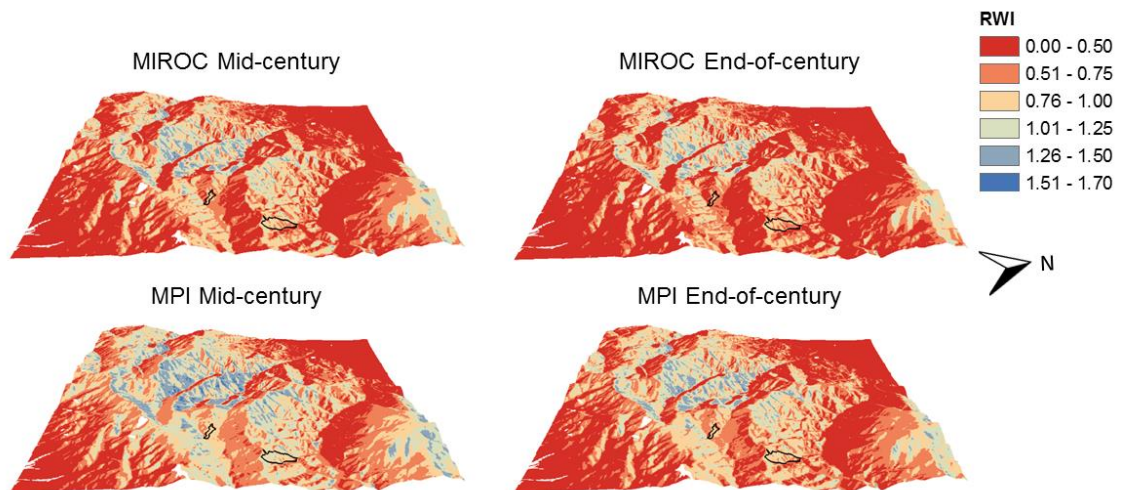 RWI
0.00 - 0.50
0.51 - 0.75
0.76 - 1.00
1.01 - 1.25
1.26 - 1.50
1.51 - 1.70
MIROC Mid-century
MIROC End-of-century
N
MPI Mid-century
MPI End-of-century